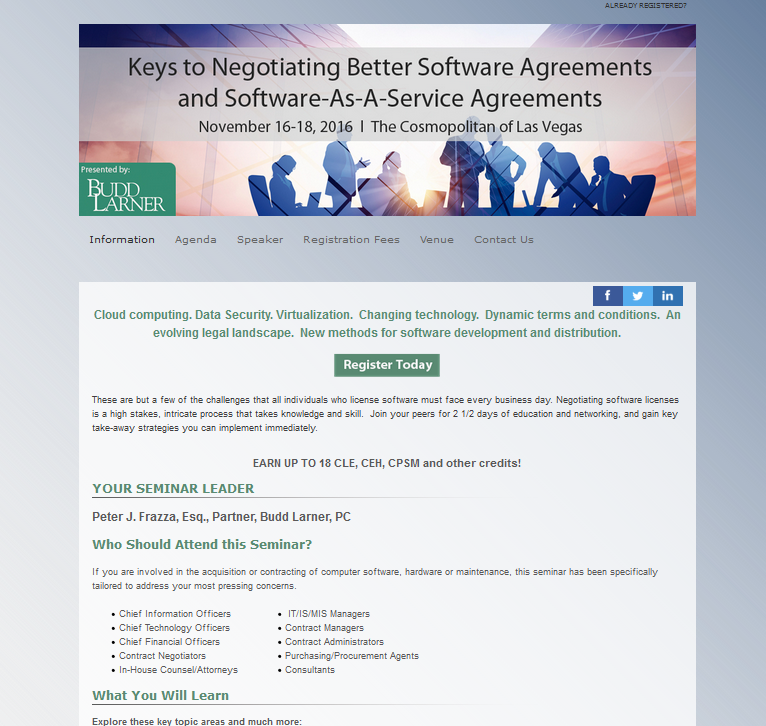 ALREADY REGISTERED?
Keys to Negotiating Better Software Agreements
and Software-As-A-Service Agreements
November 16-18, 2016 | The Cosmopolitan of Las Vegas
Presented by:
BUDD
LARNER
Information Agenda Speaker Registration Fees Venue Contact Us
f in
Cloud computing. Data Security. Virtualization. Changing technology. Dynamic terms and conditions. An
evolving legal landscape. New methods for software development and distribution.
Register Today
These are but a few of the challenges that all individuals who license software must face every business day. Negotiating software licenses
is a high stakes, intricate process that takes knowledge and skill. Join your peers for 2 1/2 days of education and networking, and gain key
take-away strategies you can implement immediately.
EARN UP TO 18 CLE, CEH, CPSM and other credits!
YOUR SEMINAR LEADER
Peter J. Frazza, Esq., Partner, Budd Larner, PC
Who Should Attend this Seminar?
If you are involved in the acquisition or contracting of computer software, hardware or maintenance, this seminar has been specifically
tailored to address your most pressing concerns.
• Chief Information Officers
• Chief Technology Officers
• Chief Financial Officers
• Contract Negotiators
• In-House Counsel/Attorneys
• IT/IS/MIS Managers
• Contract Managers
• Contract Administrators
• Purchasing/Procurement Agents
• Consultants
What You Will Learn
Explore these key topic areas and much more: